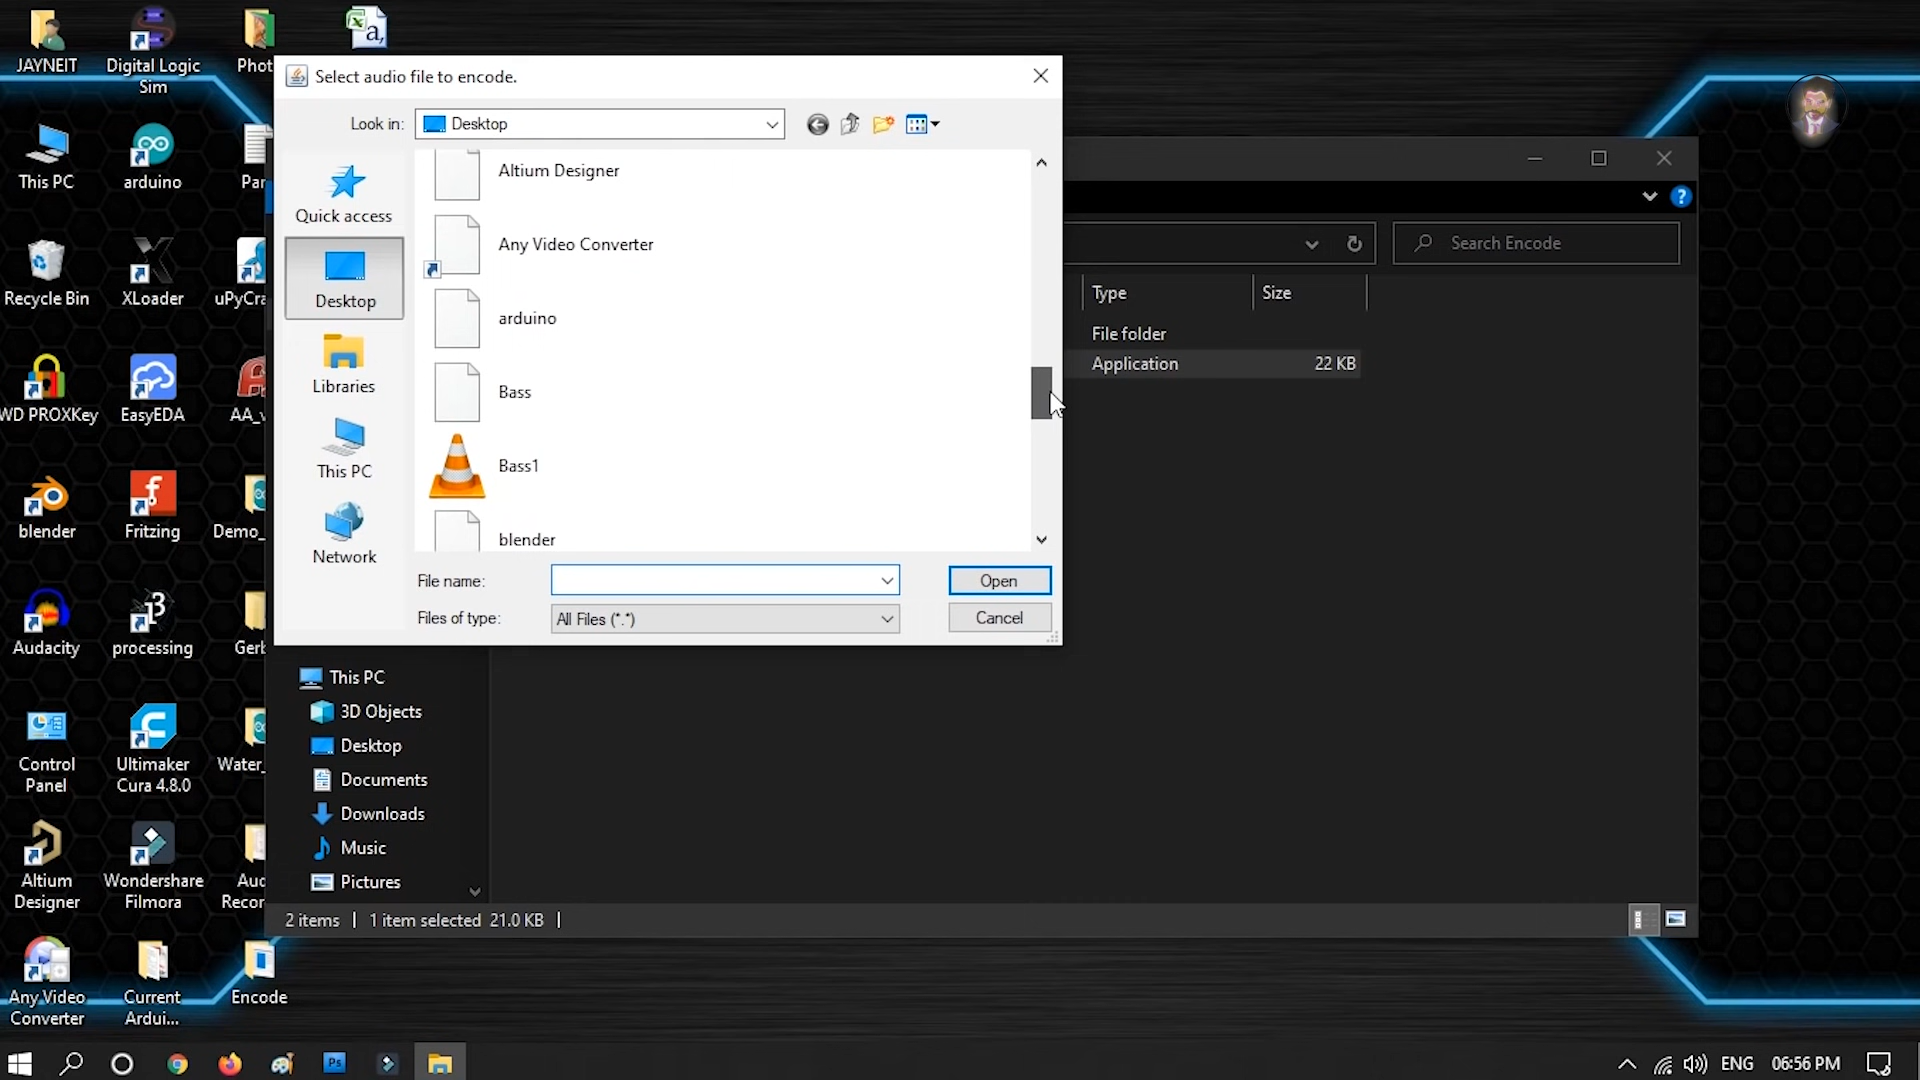 JAYNEIT
Digital Logic
Sim
Phot
a,
This PC
arduino
Par
Recycle Bin
XLoader
uPyCra
WD PROXKey
EasyEDA
AA_v
blender
Fritzing
Demo_
Audacity
processing
Gerb
Control
Panel
Ultimaker
Cura 4.8.0
Water_
Altium
Designer
Wondershare
Filmora
Aud
Recor
Any Video
Converter
Current
Ardui...
Encode
Select audio file to encode.
Look in:
Desktop
Quick access
Desktop
Libraries
This PC
Network
Altium Designer
Any Video Converter
arduino
Bass
Bass1
blender
File name:
Open
Files of type:
All Files (*.*)
Cancel
Search Encode
Type
Size
File folder
Application
22 KB
This PC
3D Objects
Desktop
Documents
Downloads
Music
Pictures
2 items
1 item selected 21.0 KB
Ps
ENG
06:56 PM